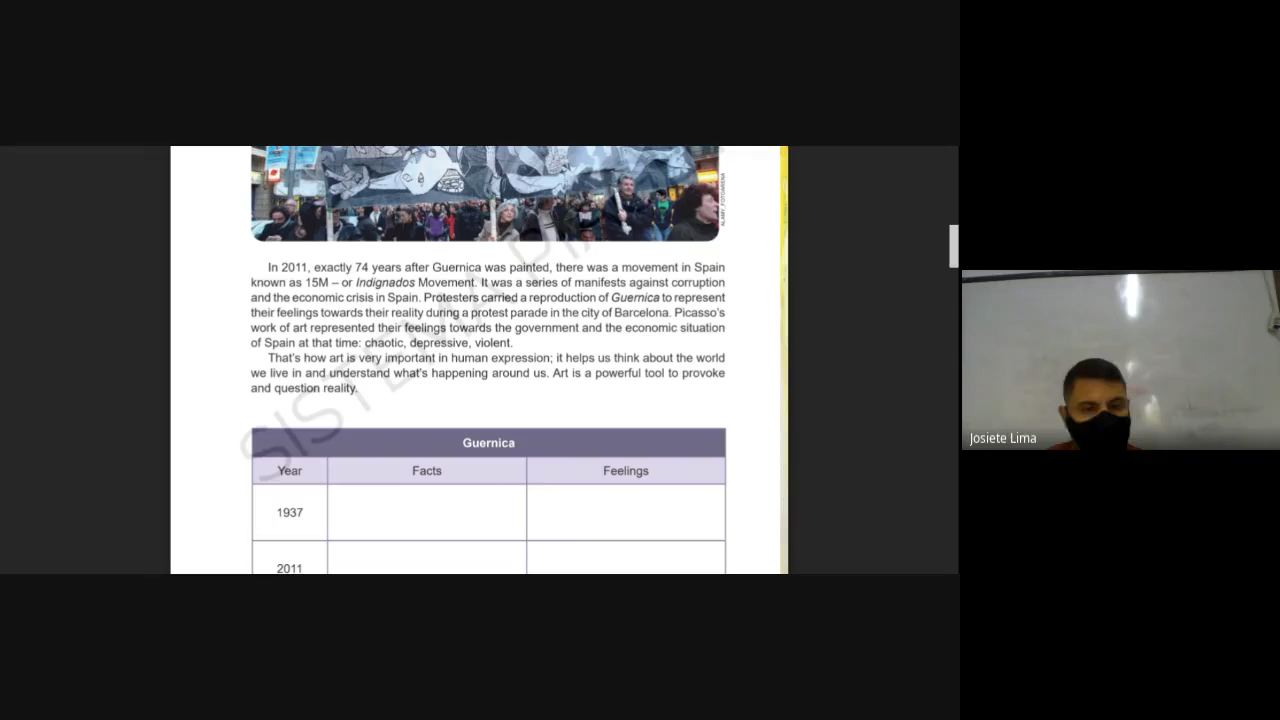 ALAMY_FOTOARENA
In 2011, exactly 74 years after Guernica was painted, there was a movement in Spain
known as 15M – or Indignados Movement. It was a series of manifests against corruption
and the economic crisis in Spain. Protesters carried a reproduction of Guernica to represent
their feelings towards their reality during a protest parade in the city of Barcelona. Picasso's
work of art represented their feelings towards the government and the economic situation
of Spain at that time: chaotic, depressive, violent.
That's how art is very important in human expression; it helps us think about the world
we live in and understand what's happening around us. Art is a powerful tool to provoke
and question reality.
SISTEMA
Guernica
Year Facts Feelings
1937
2011
Josiete Lima